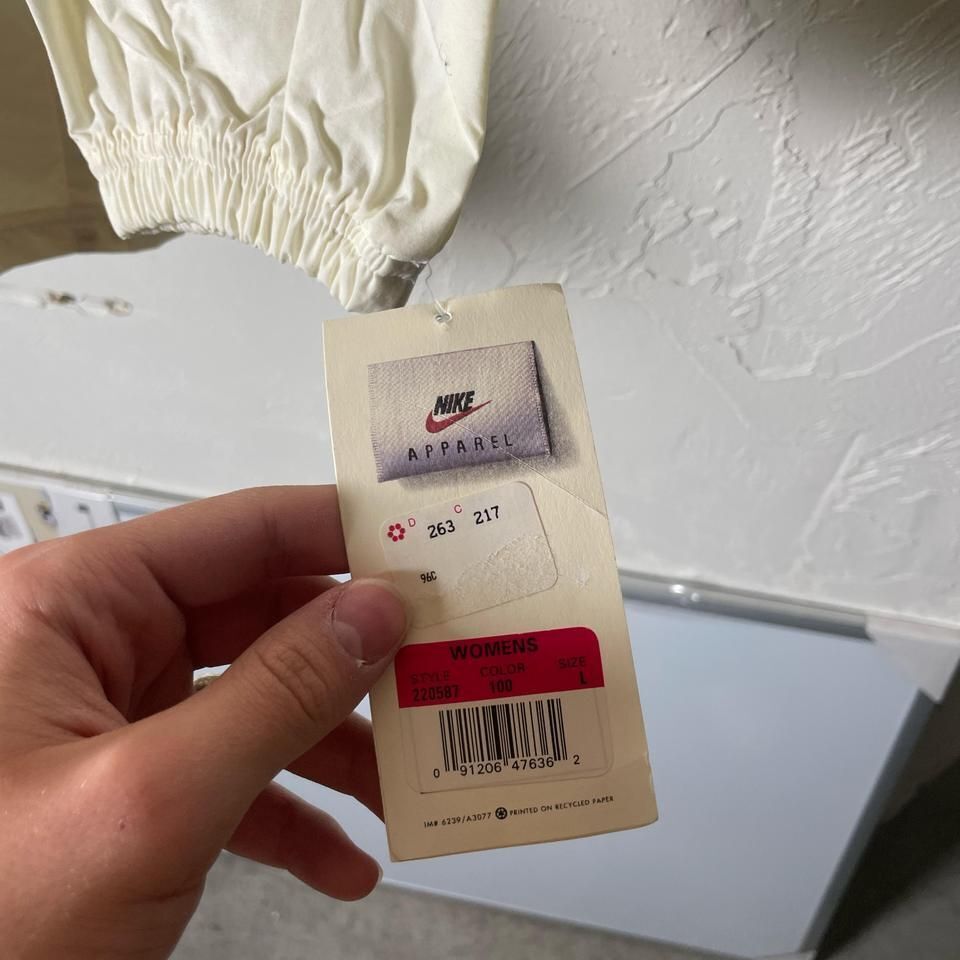 NIKE
APPAREL
D 263 C 217
96C
WOMENS
STYLE COLOR SIZE
220587 100 L
0 91206 47636 2
IM# 6239/A3077 PRINTED ON RECYCLED PAPER